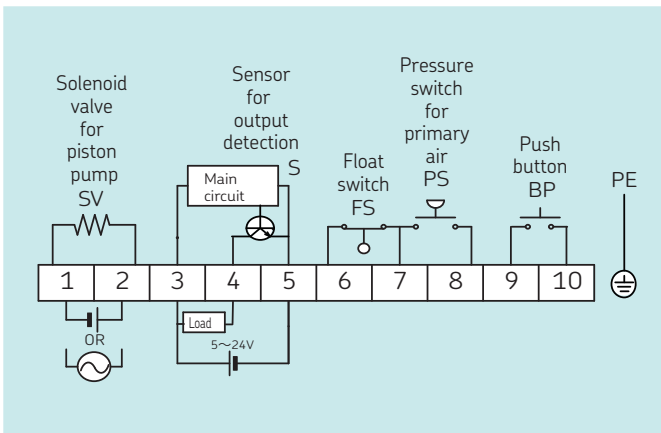 Solenoid
valve
for
piston
pump
SV
Sensor
for
output
detection
S
Main
circuit
Float
switch
FS
Pressure
switch
for
primary
air
PS
Push
button
BP
PE
1 2 3 4 5 6 7 8 9 10
OR
Load
5～24V